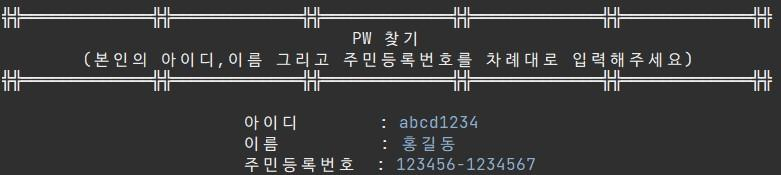 PW 찾기
(본인의 아이디,이름 그리고 주민등록번호를 차례대로 입력해주세요)
아이디 : abcd1234
이름 : 홍길동
주민등록번호 : 123456-1234567